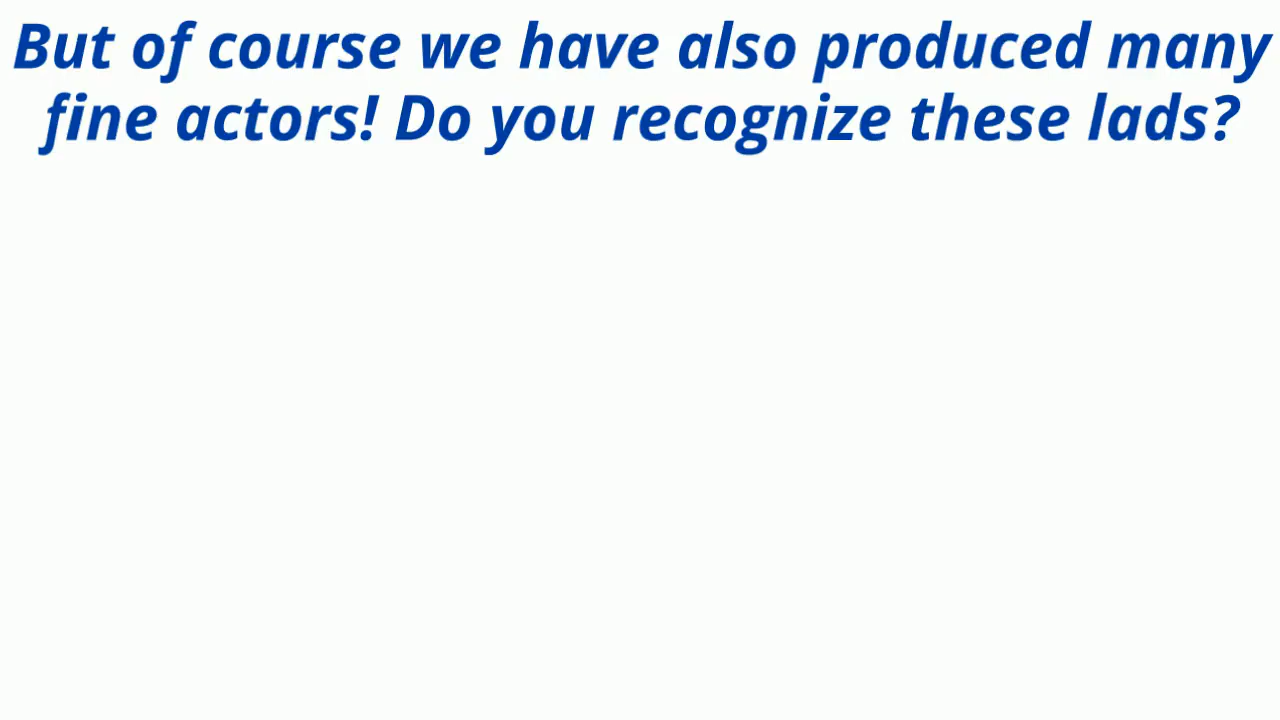 But of course we have also produced many
fine actors! Do you recognize these lads?